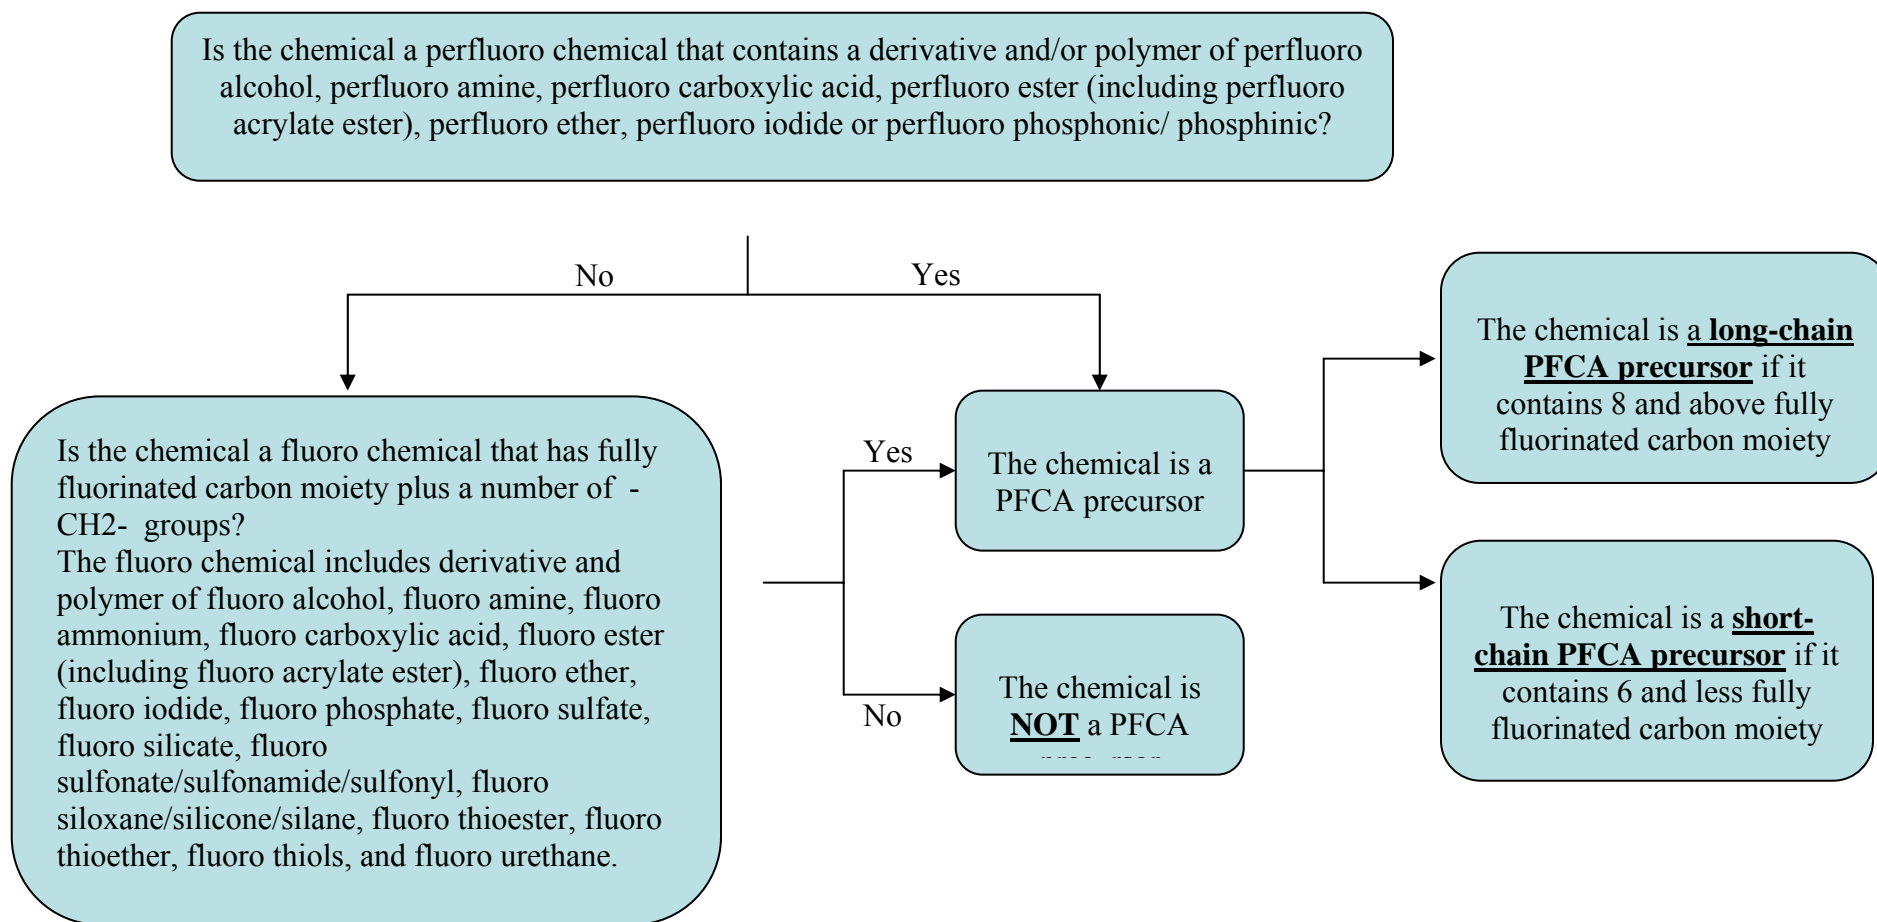 Is the chemical a perfluoro chemical that contains a derivative and/or polymer of perfluoro
alcohol, perfluoro amine, perfluoro carboxylic acid, perfluoro ester (including perfluoro
acrylate ester), perfluoro ether, perfluoro iodide or perfluoro phosphonic/ phosphinic?
No
Yes
Is the chemical a fluoro chemical that has fully
fluorinated carbon moiety plus a number of -
CH2- groups?
The fluoro chemical includes derivative and
polymer of fluoro alcohol, fluoro amine, fluoro
ammonium, fluoro carboxylic acid, fluoro ester
(including fluoro acrylate ester), fluoro ether,
fluoro iodide, fluoro phosphate, fluoro sulfate,
fluoro silicate, fluoro
sulfonate/sulfonamide/sulfonyl, fluoro
siloxane/silicone/silane, fluoro thioester, fluoro
thioether, fluoro thiols, and fluoro urethane.
Yes
No
The chemical is a
PFCA precursor
The chemical is
NOT a PFCA
The chemical is a long-chain
PFCA precursor if it
contains 8 and above fully
fluorinated carbon moiety
The chemical is a short-
chain PFCA precursor if it
contains 6 and less fully
fluorinated carbon moiety